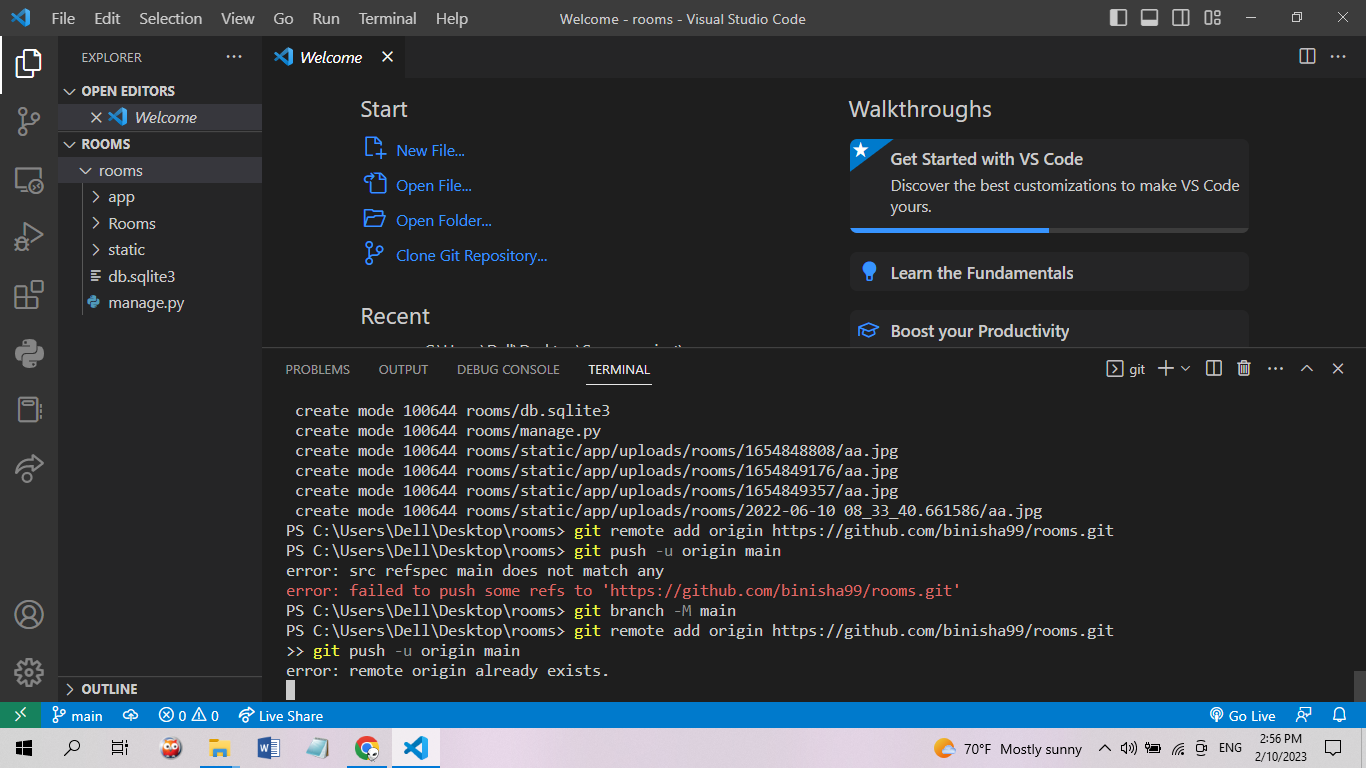 File Edit Selection View Go Run Terminal Help
Welcome - rooms - Visual Studio Code
EXPLORER
OPEN EDITORS
Welcome
ROOMS
rooms
app
Rooms
static
db.sqlite3
manage.py
OUTLINE
Welcome
Start
New File...
Open File...
Open Folder...
Clone Git Repository...
Recent
Walkthroughs
Get Started with VS Code
Discover the best customizations to make VS Code
yours.
Learn the Fundamentals
Boost your Productivity
PROBLEMS OUTPUT DEBUG CONSOLE TERMINAL
git
create mode 100644 rooms/db.sqlite3
create mode 100644 rooms/manage.py
create mode 100644 rooms/static/app/uploads/rooms/1654848808/aa.jpg
create mode 100644 rooms/static/app/uploads/rooms/1654849176/aa.jpg
create mode 100644 rooms/static/app/uploads/rooms/1654849357/aa.jpg
create mode 100644 rooms/static/app/uploads/rooms/2022-06-10 08_33_40.661586/aa.jpg
PS C:\Users\Dell\Desktop\rooms> git remote add origin https://github.com/binisha99/rooms.git
PS C:\Users\Dell\Desktop\rooms> git push -u origin main
error: src refspec main does not match any
error: failed to push some refs to 'https://github.com/binisha99/rooms.git'
PS C:\Users\Dell\Desktop\rooms> git branch -M main
PS C:\Users\Dell\Desktop\rooms> git remote add origin https://github.com/binisha99/rooms.git
>> git push -u origin main
error: remote origin already exists.
main 0 0 Live Share
Go Live
70°F Mostly sunny
ENG
2:56 PM
2/10/2023